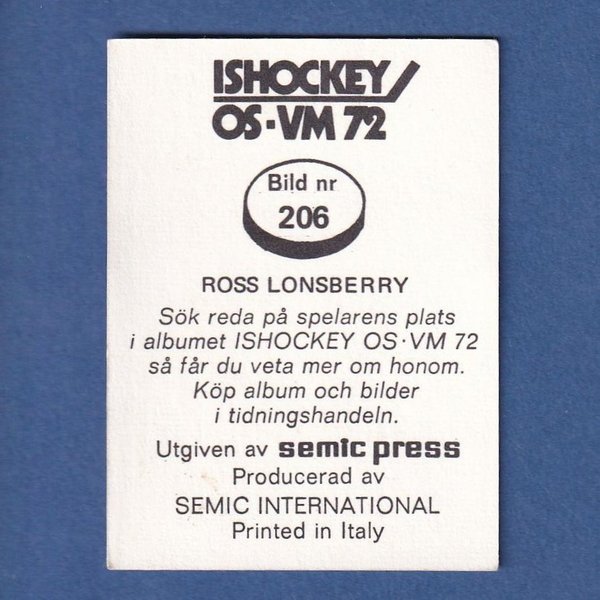 ISHOCKEY
OS·VM 72
Bild nr
206
ROSS LONSBERRY
Sök reda på spelarens plats
i albumet ISHOCKEY OS·VM 72
så får du veta mer om honom.
Köp album och bilder
i tidningshandeln.
Utgiven av semic press
Producerad av
SEMIC INTERNATIONAL
Printed in Italy